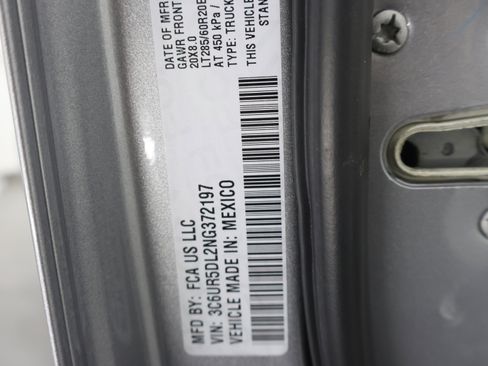 DATE OF MFR
GAWR FRONT
20X8.0
LT285/60R20E
AT 450 kPa /
TYPE: TRUCK
THIS VEHICLE
STAN
MFD BY: FCA US LLC
VIN: 3C6UR5DL2NG372197
VEHICLE MADE IN: MEXICO